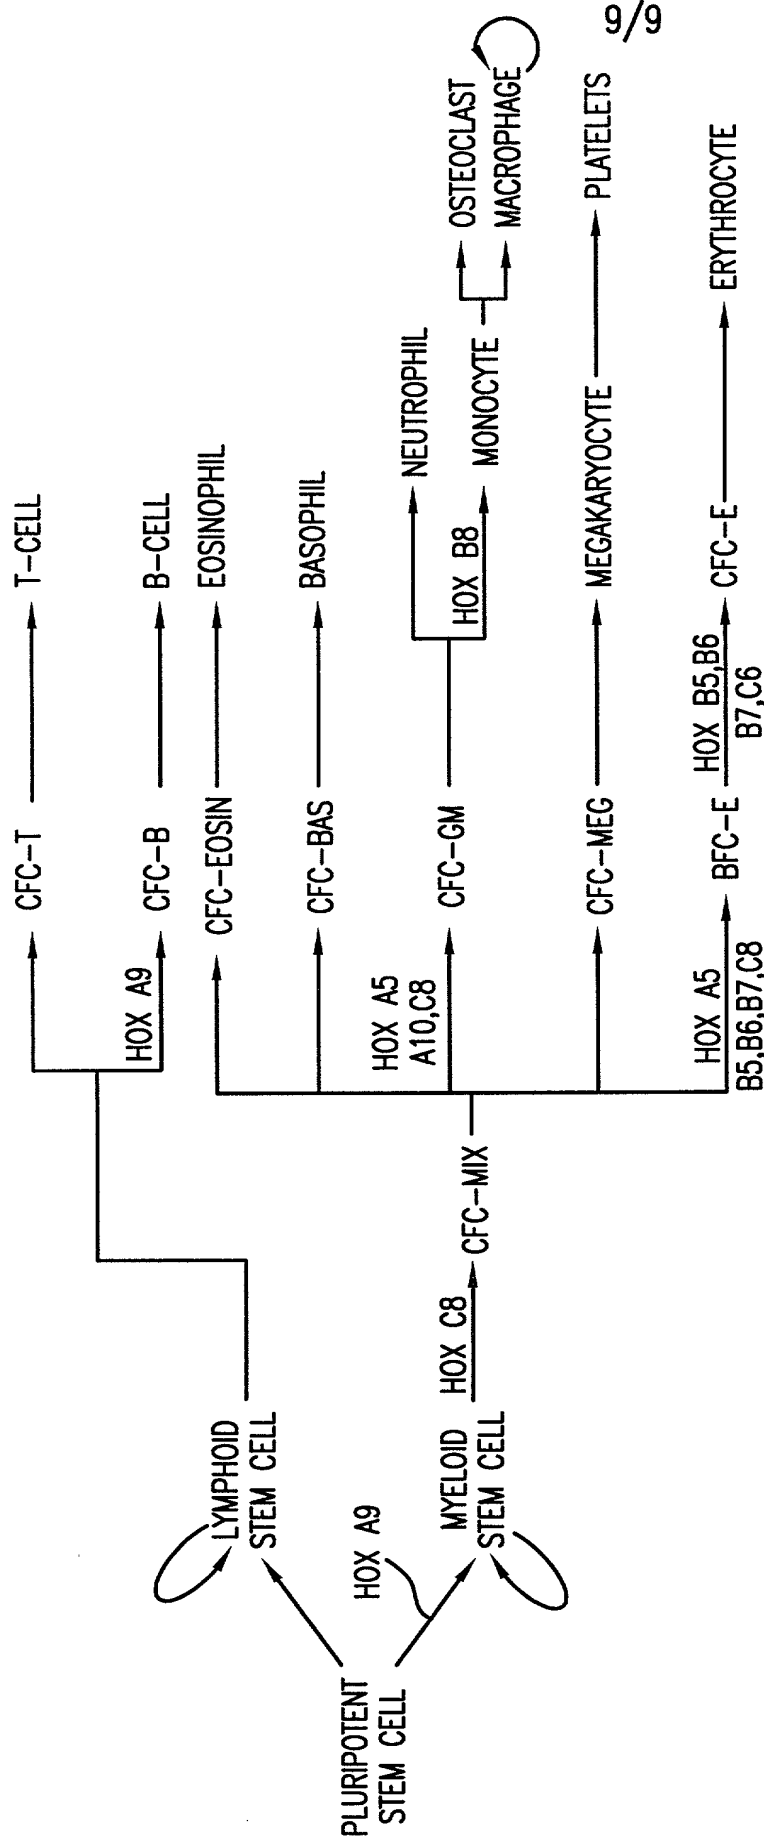 9/9
PLURIPOTENT
STEM CELL
LYMPHOID
STEM CELL
HOX A9
MYELOID
STEM CELL
HOX C8
CFC-MIX
HOX A9
CFC-T
T-CELL
CFC-B
B-CELL
CFC-EOSIN
EOSINOPHIL
CFC-BAS
BASOPHIL
HOX A5
A10,C8
CFC-GM
NEUTROPHIL
HOX B8
MONOCYTE
OSTEOCLAST
MACROPHAGE
CFC-MEG
MEGAKARYOCYTE
PLATELETS
HOX A5
B5,B6,B7,C8
BFC-E
HOX B5,B6
B7,C6
CFC-E
ERYTHROCYTE